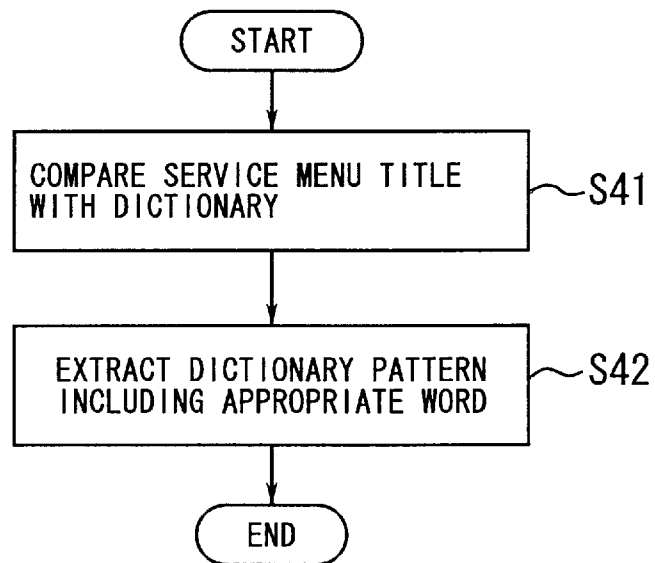 START
COMPARE SERVICE MENU TITLE
WITH DICTIONARY
S41
EXTRACT DICTIONARY PATTERN
INCLUDING APPROPRIATE WORD
S42
END